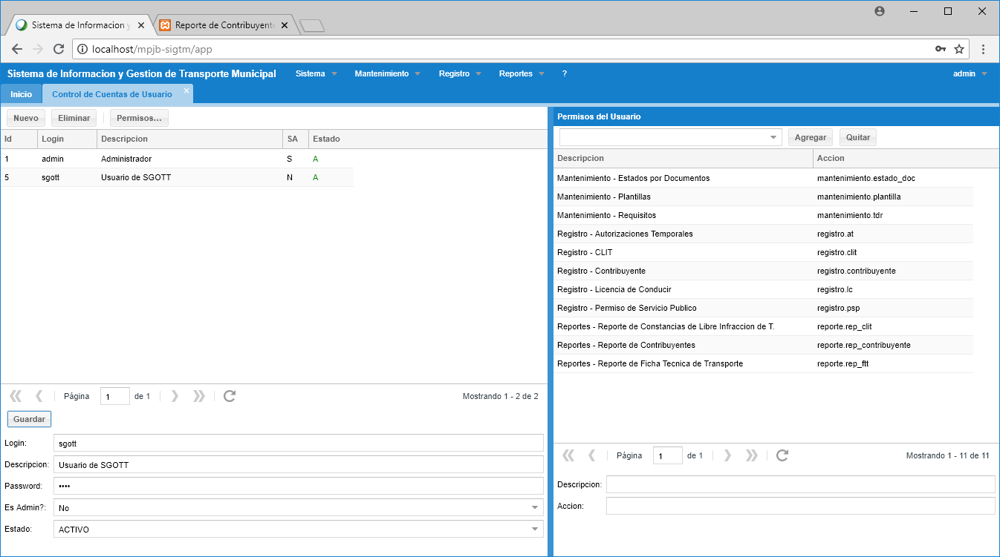 Sistema de Informacion y
Reporte de Contribuyente
localhost/mpjb-sigtm/app
Sistema de Informacion y Gestion de Transporte Municipal
Sistema
Mantenimiento
Registro
Reportes
?
admin
Inicio
Control de Cuentas de Usuario
Nuevo
Eliminar
Permisos...
Id Login Descripcion SA Estado
1 admin Administrador S A
5 sgott Usuario de SGOTT N A
Página 1 de 1
Mostrando 1 - 2 de 2
Guardar
Login: sgott
Descripcion: Usuario de SGOTT
Password: ••••
Es Admin?: No
Estado: ACTIVO
Permisos del Usuario
Agregar
Quitar
Descripcion Accion
Mantenimiento - Estados por Documentos mantenimiento.estado_doc
Mantenimiento - Plantillas mantenimiento.plantilla
Mantenimiento - Requisitos mantenimiento.tdr
Registro - Autorizaciones Temporales registro.at
Registro - CLIT registro.clit
Registro - Contribuyente registro.contribuyente
Registro - Licencia de Conducir registro.lc
Registro - Permiso de Servicio Publico registro.psp
Reportes - Reporte de Constancias de Libre Infraccion de T. reporte.rep_clit
Reportes - Reporte de Contribuyentes reporte.rep_contribuyente
Reportes - Reporte de Ficha Tecnica de Transporte reporte.rep_ftt
Página 1 de 1
Mostrando 1 - 11 de 11
Descripcion:
Accion: